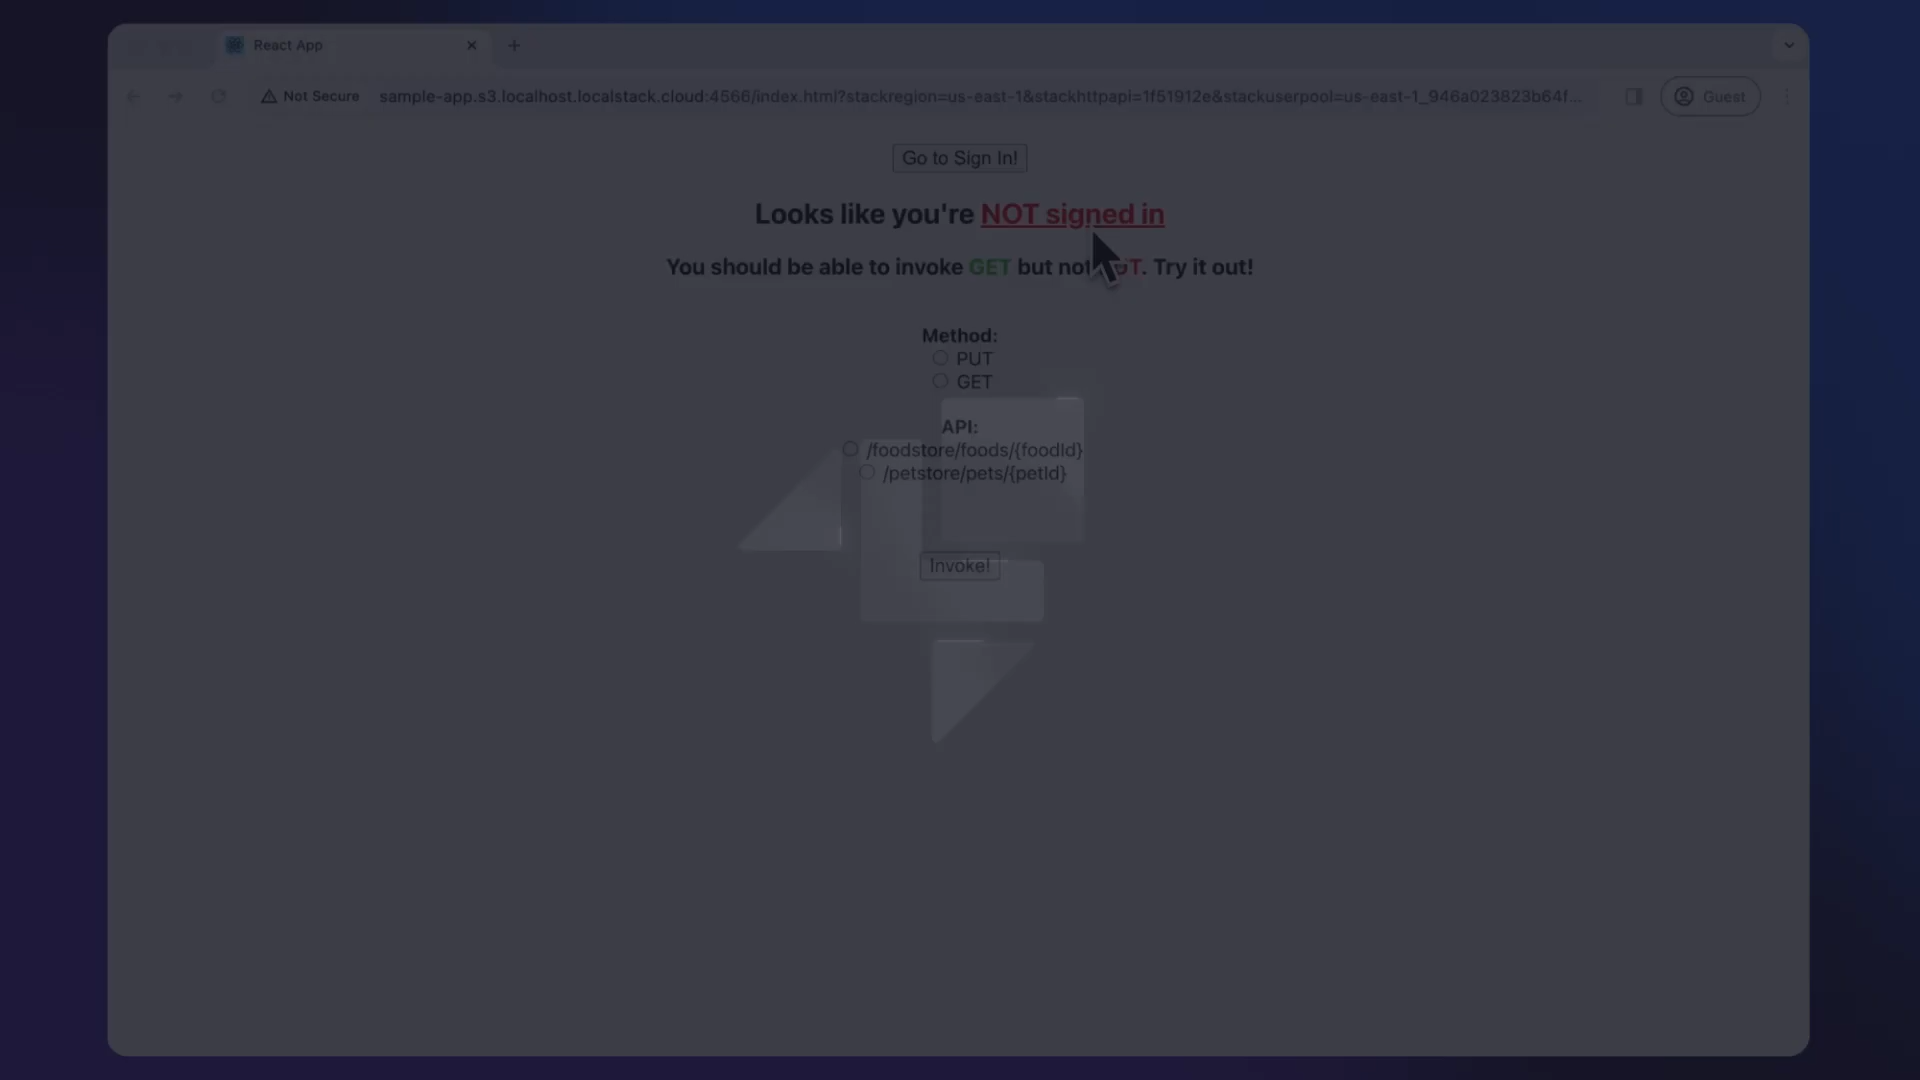 React App
Not Secure sample-app.s3.localhost.localstack.cloud:4566/index.html?stackregion=us-east-1&stackhttpapi=1f51912e&stackuserpool=us-east-1_946a023823b64f... Guest
Go to Sign In!
Looks like you're NOT signed in
You should be able to invoke GET but not. Try it out!
Method:
PUT
GET
API:
/foodstore/foods/{foodId}
/petstore/pets/{petId}
Invoke!